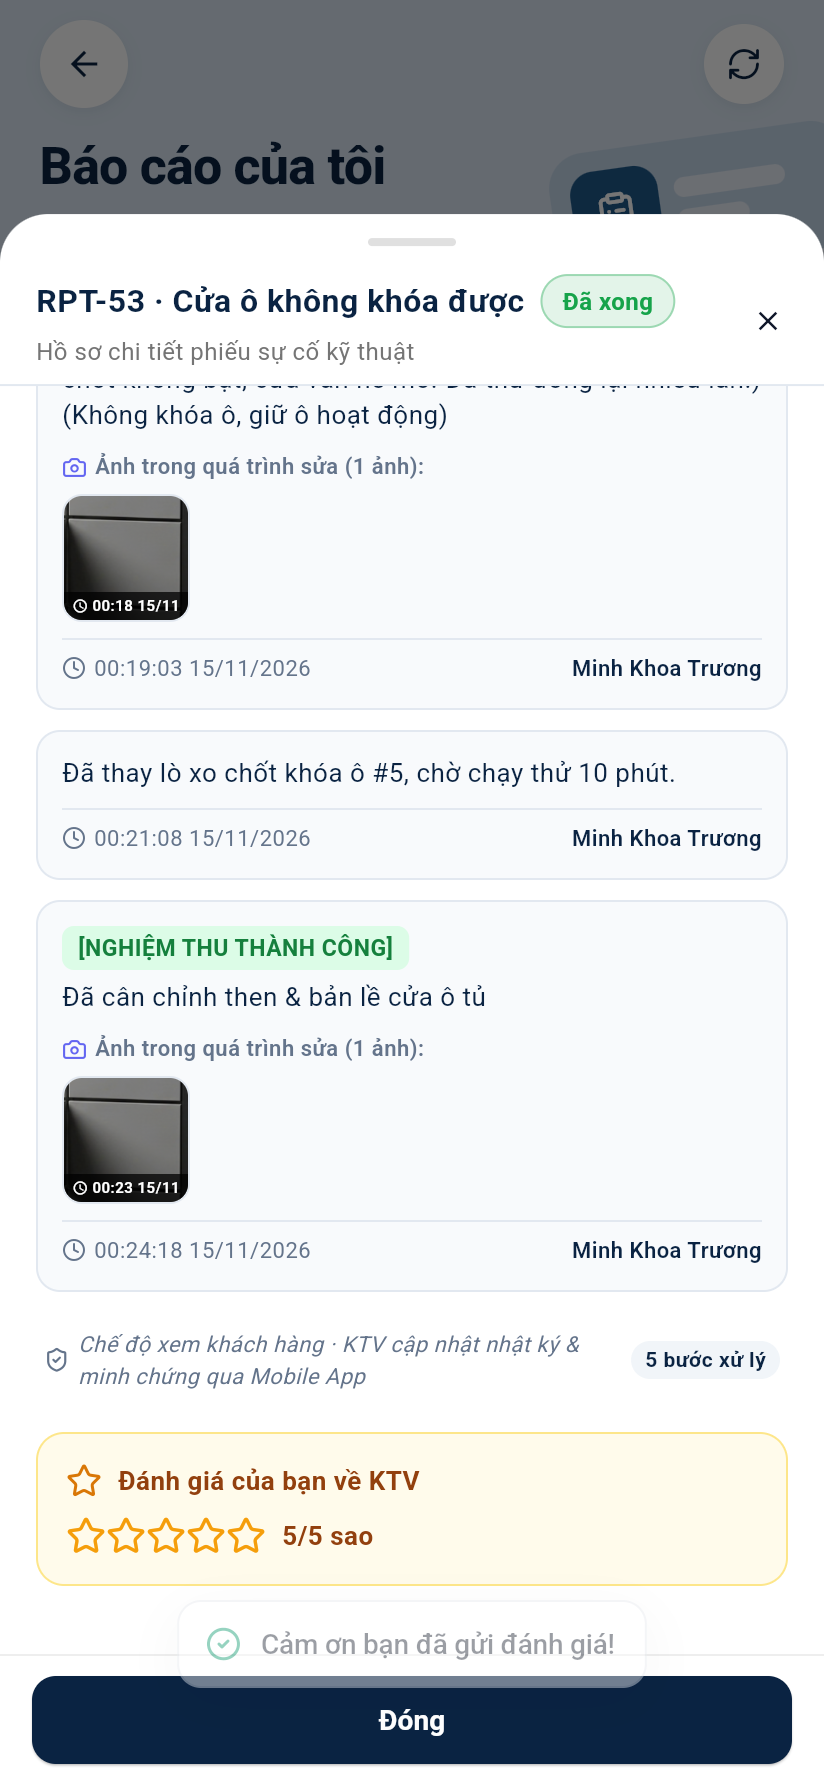 Báo cáo của tôi
RPT-53 · Cửa ô không khóa được
Đã xong
Hồ sơ chi tiết phiếu sự cố kỹ thuật
(Không khóa ô, giữ ô hoạt động)
Ảnh trong quá trình sửa (1 ảnh):
00:18 15/11
00:19:03 15/11/2026
Minh Khoa Trương
Đã thay lò xo chốt khóa ô #5, chờ chạy thử 10 phút.
00:21:08 15/11/2026
Minh Khoa Trương
[NGHIỆM THU THÀNH CÔNG]
Đã cân chỉnh then & bản lề cửa ô tủ
Ảnh trong quá trình sửa (1 ảnh):
00:23 15/11
00:24:18 15/11/2026
Minh Khoa Trương
Chế độ xem khách hàng · KTV cập nhật nhật ký &
minh chứng qua Mobile App
5 bước xử lý
Đánh giá của bạn về KTV
5/5 sao
Cảm ơn bạn đã gửi đánh giá!
Đóng